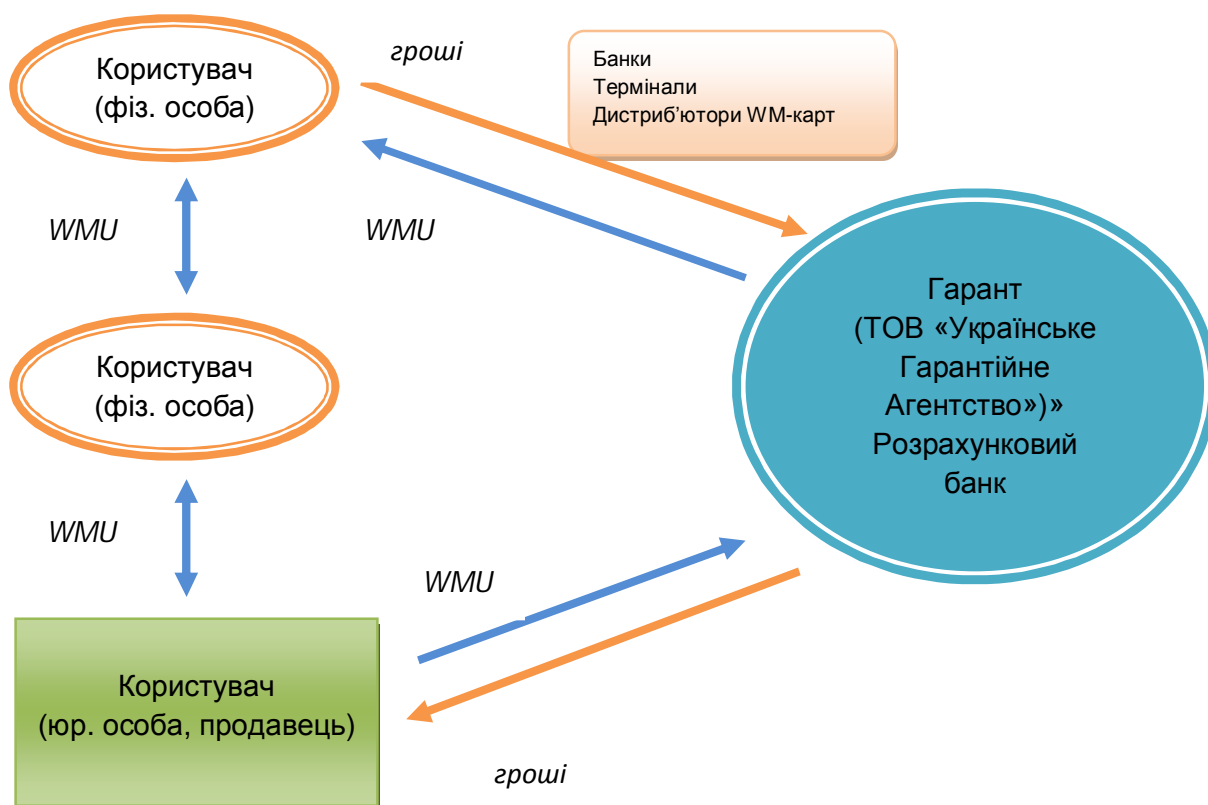 гроші
Банки
Термінали
Дистриб’ютори WM-карт
Користувач
(фіз. особа)
WMU
WMU
Гарант
(ТОВ «Українське
Гарантійне
Агентство»)»
Розрахунковий
банк
Користувач
(фіз. особа)
WMU
WMU
Користувач
(юр. особа, продавець)
гроші